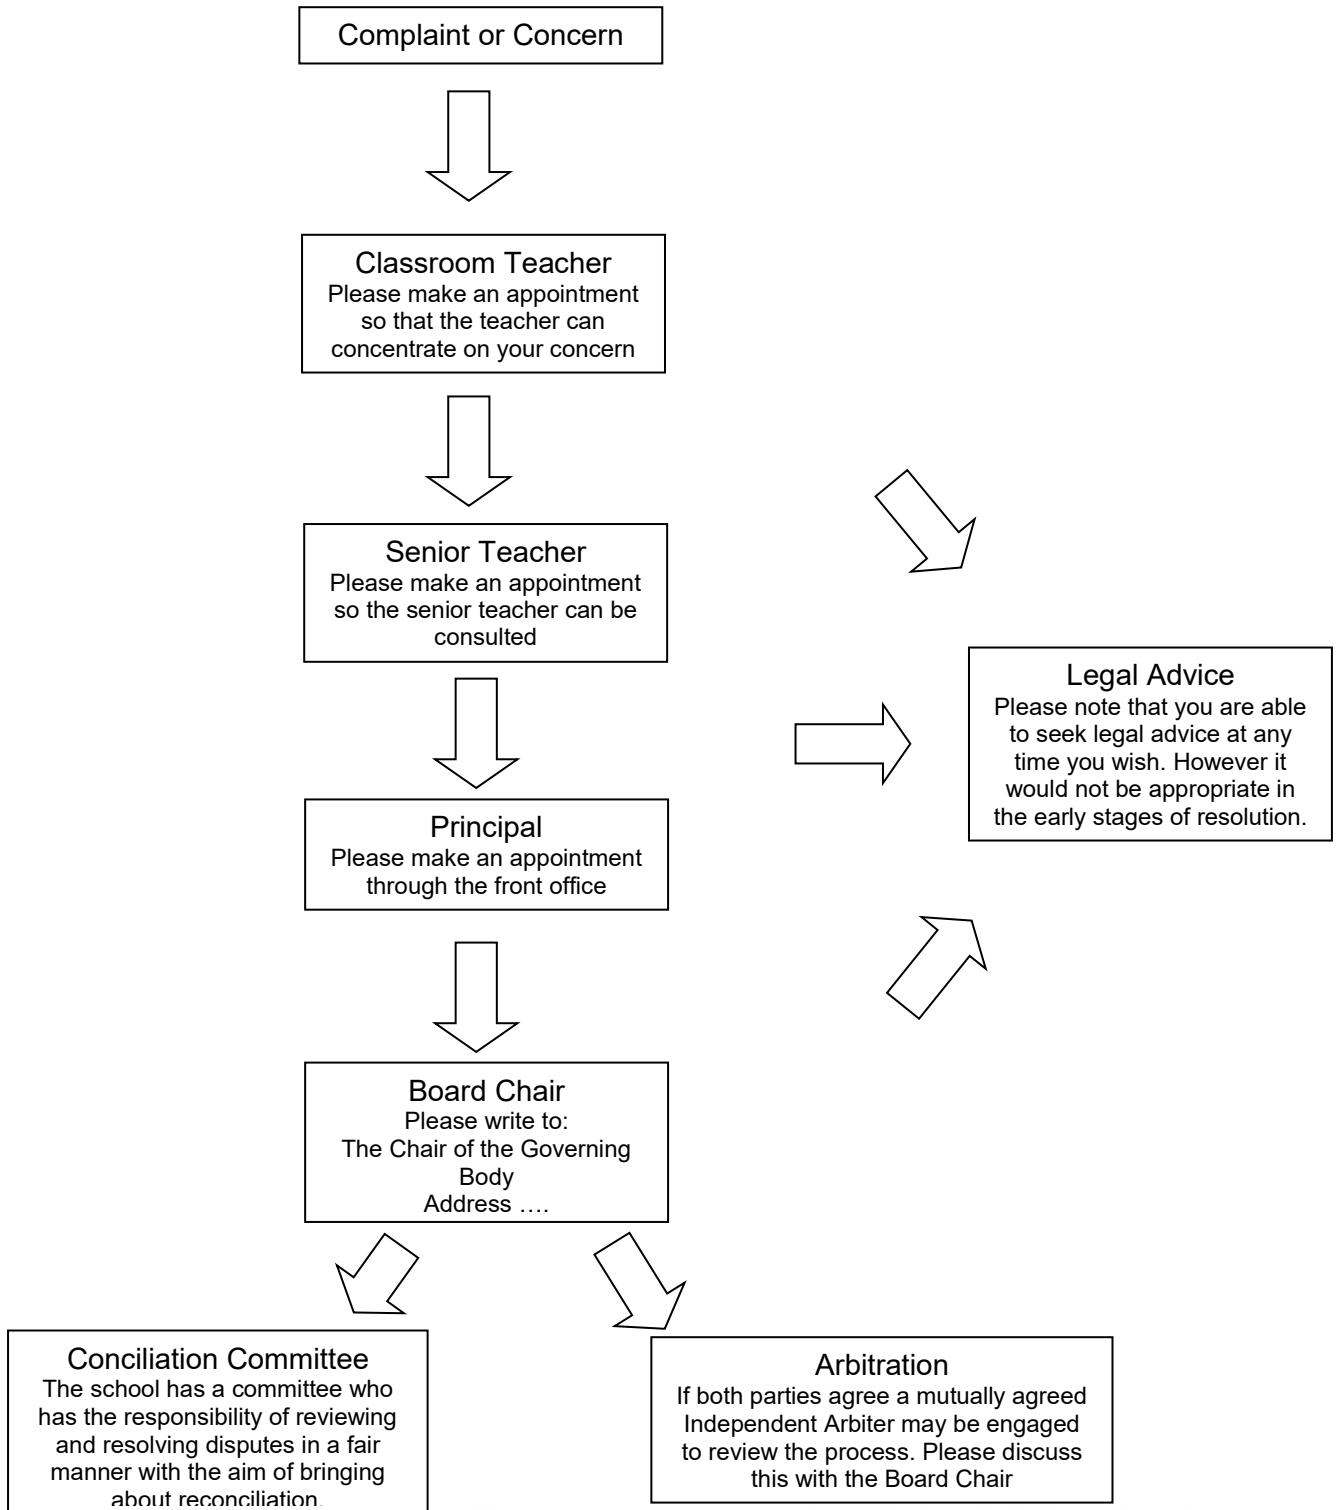 Complaint or Concern
Classroom Teacher
Please make an appointment
so that the teacher can
concentrate on your concern
Senior Teacher
Please make an appointment
so the senior teacher can be
consulted
Legal Advice
Please note that you are able
to seek legal advice at any
time you wish. However it
would not be appropriate in
the early stages of resolution.
Principal
Please make an appointment
through the front office
Board Chair
Please write to:
The Chair of the Governing
Body
Address ….
Conciliation Committee
The school has a committee who
has the responsibility of reviewing
and resolving disputes in a fair
manner with the aim of bringing
about reconciliation.
Arbitration
If both parties agree a mutually agreed
Independent Arbiter may be engaged
to review the process. Please discuss
this with the Board Chair